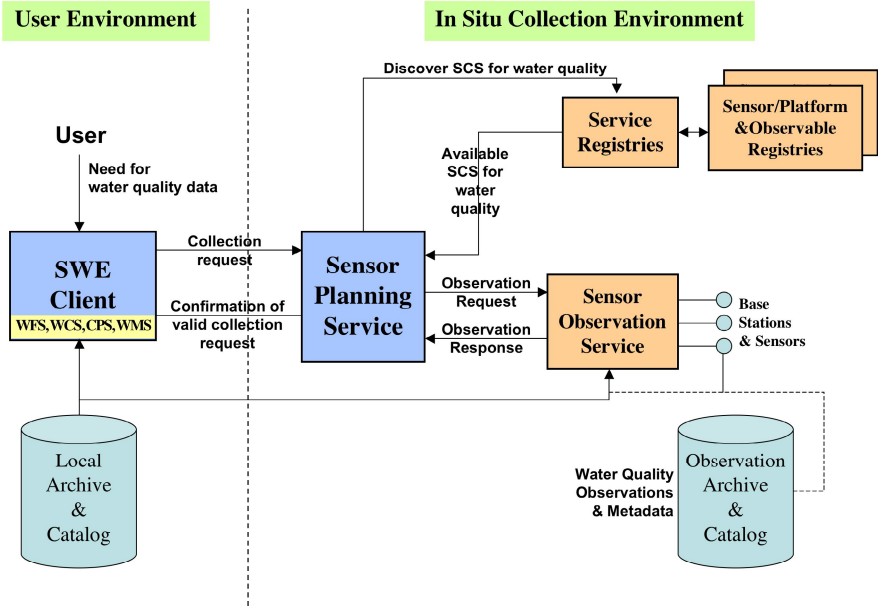 User Environment
In Situ Collection Environment
Discover SCS for water quality
User
Service
Registries
Sensor/Platform
&Observable
Registries
Need for
water quality data
Available
SCS for
water
quality
Collection
request
SWE
Client
WFS,WCS,CPS,WMS
Confirmation of
valid collection
request
Sensor
Planning
Service
Observation
Request
Observation
Response
Sensor
Observation
Service
Base
Stations
& Sensors
Local
Archive
&
Catalog
Water Quality
Observations
& Metadata
Observation
Archive
&
Catalog